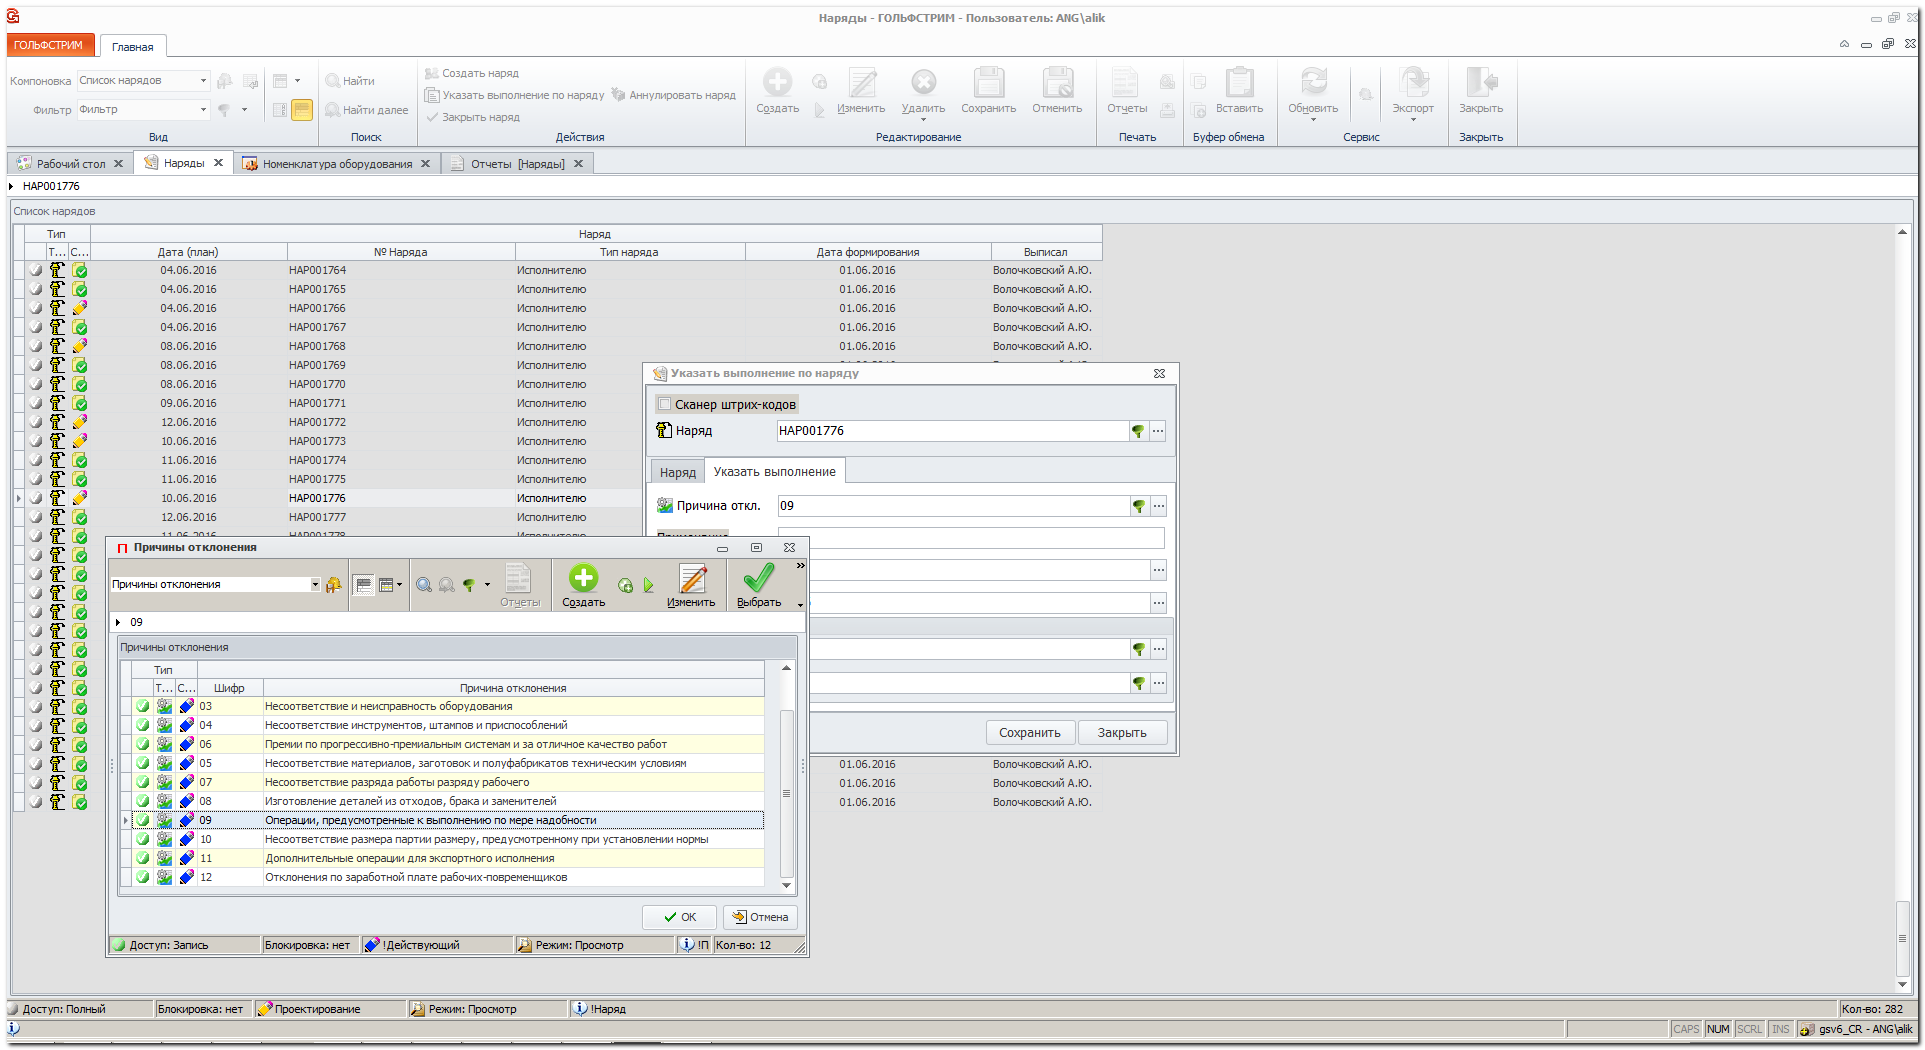 Наряды - ГОЛЬФСТРИМ - Пользователь: ANG\alik
ГОЛЬФСТРИМ Главная
Компоновка Список нарядов
Фильтр Фильтр
Вид
Найти
Найти далее
Поиск
Создать наряд
Указать выполнение по наряду Аннулировать наряд
Закрыть наряд
Действия
Создать Изменить Удалить Сохранить Отменить
Редактирование
Отчеты
Печать
Вставить
Буфер обмена
Обновить Экспорт
Сервис
Закрыть
Закрыть
Рабочий стол Наряды Номенклатура оборудования Отчеты [Наряды]
НАР001776
Список нарядов
Тип Наряд
Т... С... Дата (план) № Наряда Тип наряда Дата формирования Выписал
04.06.2016 НАР001764 Исполнителю 01.06.2016 Волочковский А.Ю.
04.06.2016 НАР001765 Исполнителю 01.06.2016 Волочковский А.Ю.
04.06.2016 НАР001766 Исполнителю 01.06.2016 Волочковский А.Ю.
04.06.2016 НАР001767 Исполнителю 01.06.2016 Волочковский А.Ю.
08.06.2016 НАР001768 Исполнителю 01.06.2016 Волочковский А.Ю.
08.06.2016 НАР001769 Исполнителю
08.06.2016 НАР001770 Исполнителю
09.06.2016 НАР001771 Исполнителю
12.06.2016 НАР001772 Исполнителю
10.06.2016 НАР001773 Исполнителю
11.06.2016 НАР001774 Исполнителю
11.06.2016 НАР001775 Исполнителю
10.06.2016 НАР001776 Исполнителю
12.06.2016 НАР001777 Исполнителю
01.06.2016 Волочковский А.Ю.
01.06.2016 Волочковский А.Ю.
01.06.2016 Волочковский А.Ю.
Указать выполнение по наряду
Сканер штрих-кодов
Наряд НАР001776
Наряд Указать выполнение
Причина откл. 09
Сохранить Закрыть
Причины отклонения
Причины отклонения Отчеты Создать Изменить Выбрать
09
Причины отклонения
Тип
Т... С... Шифр Причина отклонения
03 Несоответствие и неисправность оборудования
04 Несоответствие инструментов, штампов и приспособлений
06 Премии по прогрессивно-премиальным системам и за отличное качество работ
05 Несоответствие материалов, заготовок и полуфабрикатов техническим условиям
07 Несоответствие разряда работы разряду рабочего
08 Изготовление деталей из отходов, брака и заменителей
09 Операции, предусмотренные к выполнению по мере надобности
10 Несоответствие размера партии размеру, предусмотренному при установлении нормы
11 Дополнительные операции для экспортного исполнения
12 Отклонения по заработной плате рабочих-повременщиков
ОК Отмена
Доступ: Запись Блокировка: нет !Действующий Режим: Просмотр !П Кол-во: 12
Доступ: Полный Блокировка: нет Проектирование Режим: Просмотр !Наряд Кол-во: 282
CAPS NUM SCRL INS gsv6_CR - ANG\alik